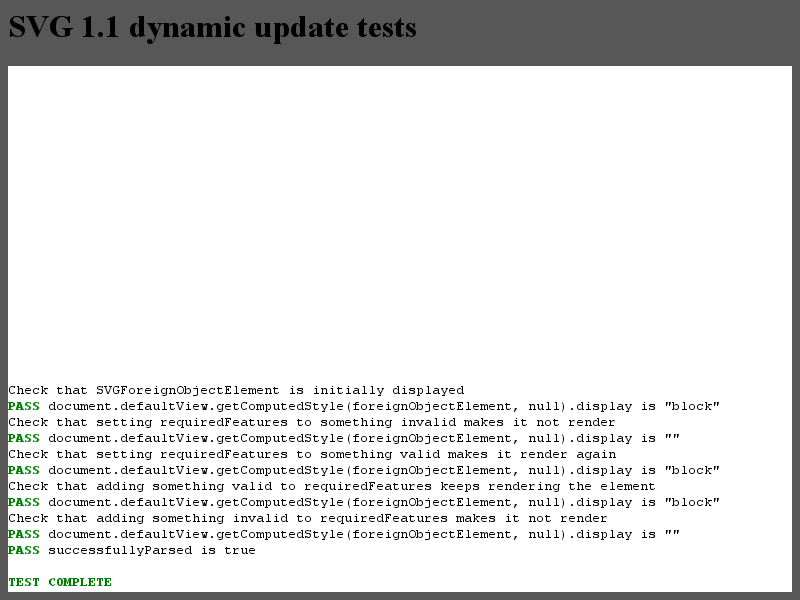 SVG 1.1 dynamic update tests
Check that SVGForeignObjectElement is initially displayed
PASS document.defaultView.getComputedStyle(foreignObjectElement, null).display is "block"
Check that setting requiredFeatures to something invalid makes it not render
PASS document.defaultView.getComputedStyle(foreignObjectElement, null).display is ""
Check that setting requiredFeatures to something valid makes it render again
PASS document.defaultView.getComputedStyle(foreignObjectElement, null).display is "block"
Check that adding something valid to requiredFeatures keeps rendering the element
PASS document.defaultView.getComputedStyle(foreignObjectElement, null).display is "block"
Check that adding something invalid to requiredFeatures makes it not render
PASS document.defaultView.getComputedStyle(foreignObjectElement, null).display is ""
PASS successfullyParsed is true
TEST COMPLETE